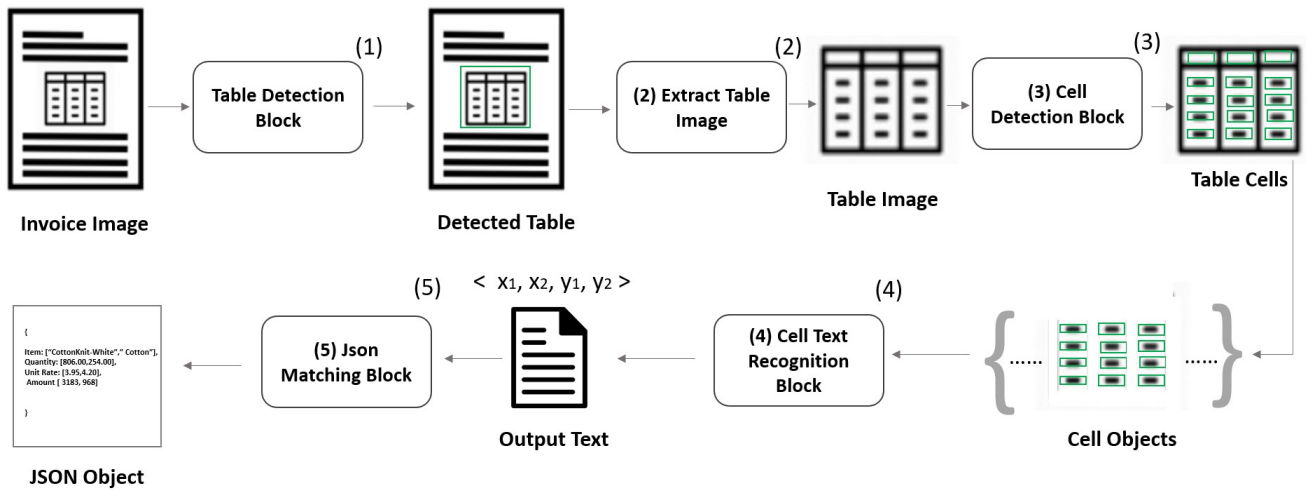 (1)
Table Detection
Block
(2)
(2) Extract Table
Image
(3)
(3) Cell
Detection Block
Invoice Image
Detected Table
Table Image
Table Cells
(4)
(4) Cell Text
Recognition
Block
{ ...... ...... }
Cell Objects
< x1, x2, y1, y2 >
Output Text
(5)
(5) Json
Matching Block
{
Item: ["CottonKnit-White"," Cotton"],
Quantity: [806.00,254.00],
Unit Rate: [3.95,4.20],
Amount [ 3183, 968]
}
JSON Object